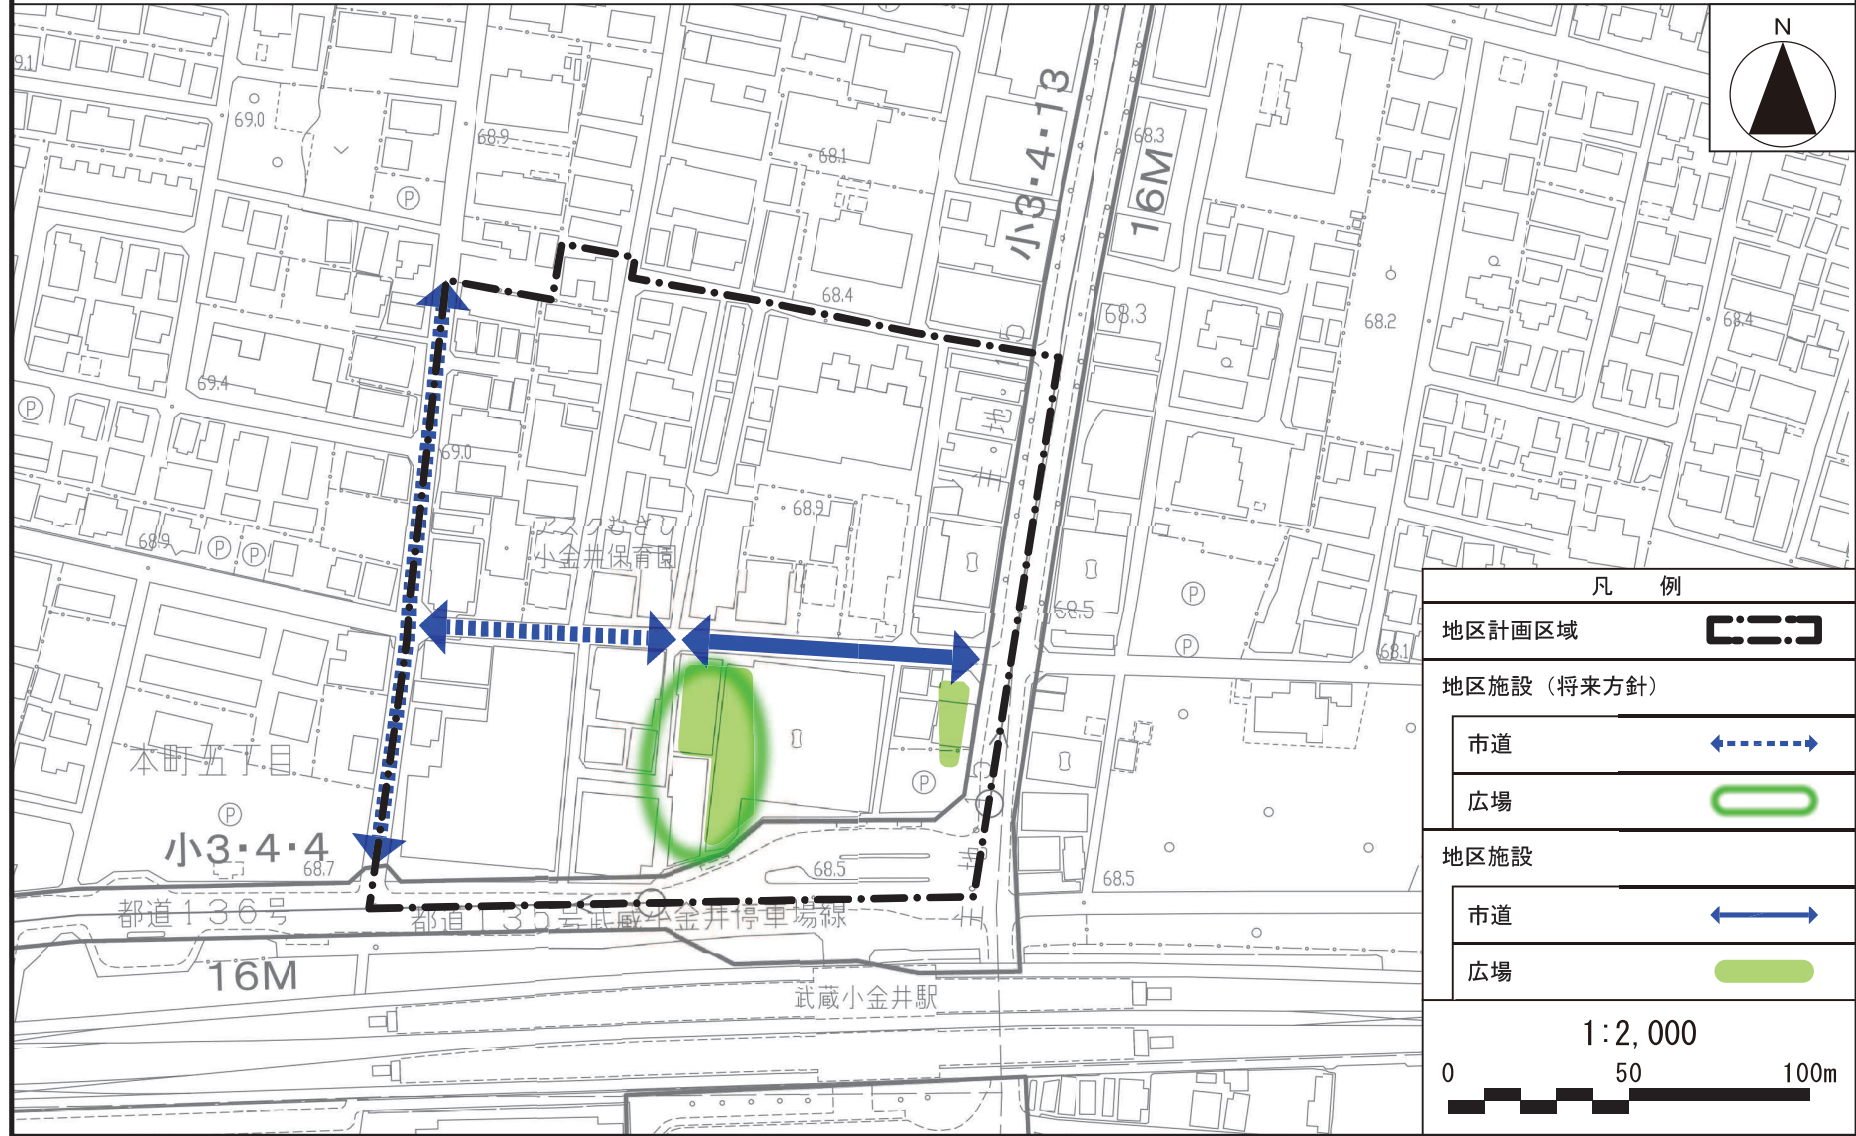 N
9.1
69.0
68.9
68.1
68.3
小3・4・13
16M
P
68.4
68.3
68.2
68.4
69.4
P
69.0
68.9
68.9
P
P
小金井保育園
P
68.5
P
68.1
本町五丁目
P
P
小3・4・4
68.7
68.5
68.5
都道136号
都道135号武蔵小金井停車場線
16M
武蔵小金井駅
凡 例
地区計画区域
地区施設（将来方針）
市道
広場
地区施設
市道
広場
1:2,000
0 50 100m